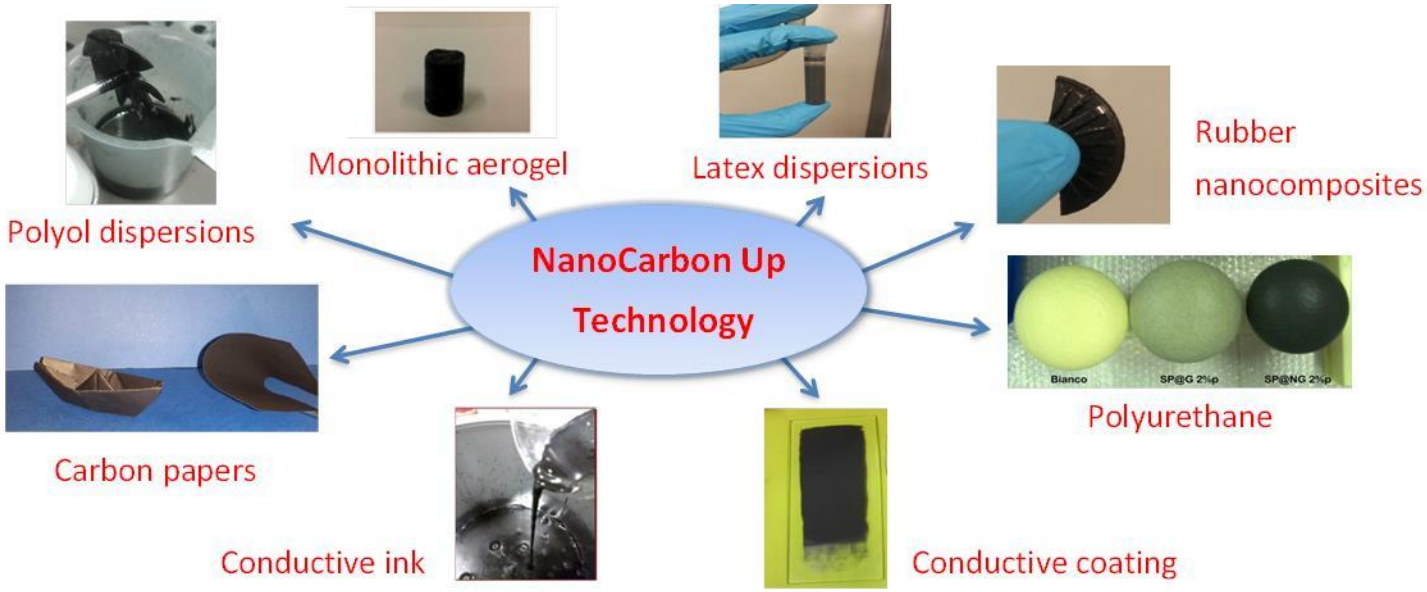 Monolithic aerogel
Latex dispersions
Rubber
nanocomposites
Polyol dispersions
NanoCarbon Up
Technology
Bianco
SP@G 2%p
SP@NG 2%p
Polyurethane
Carbon papers
Conductive ink
Conductive coating